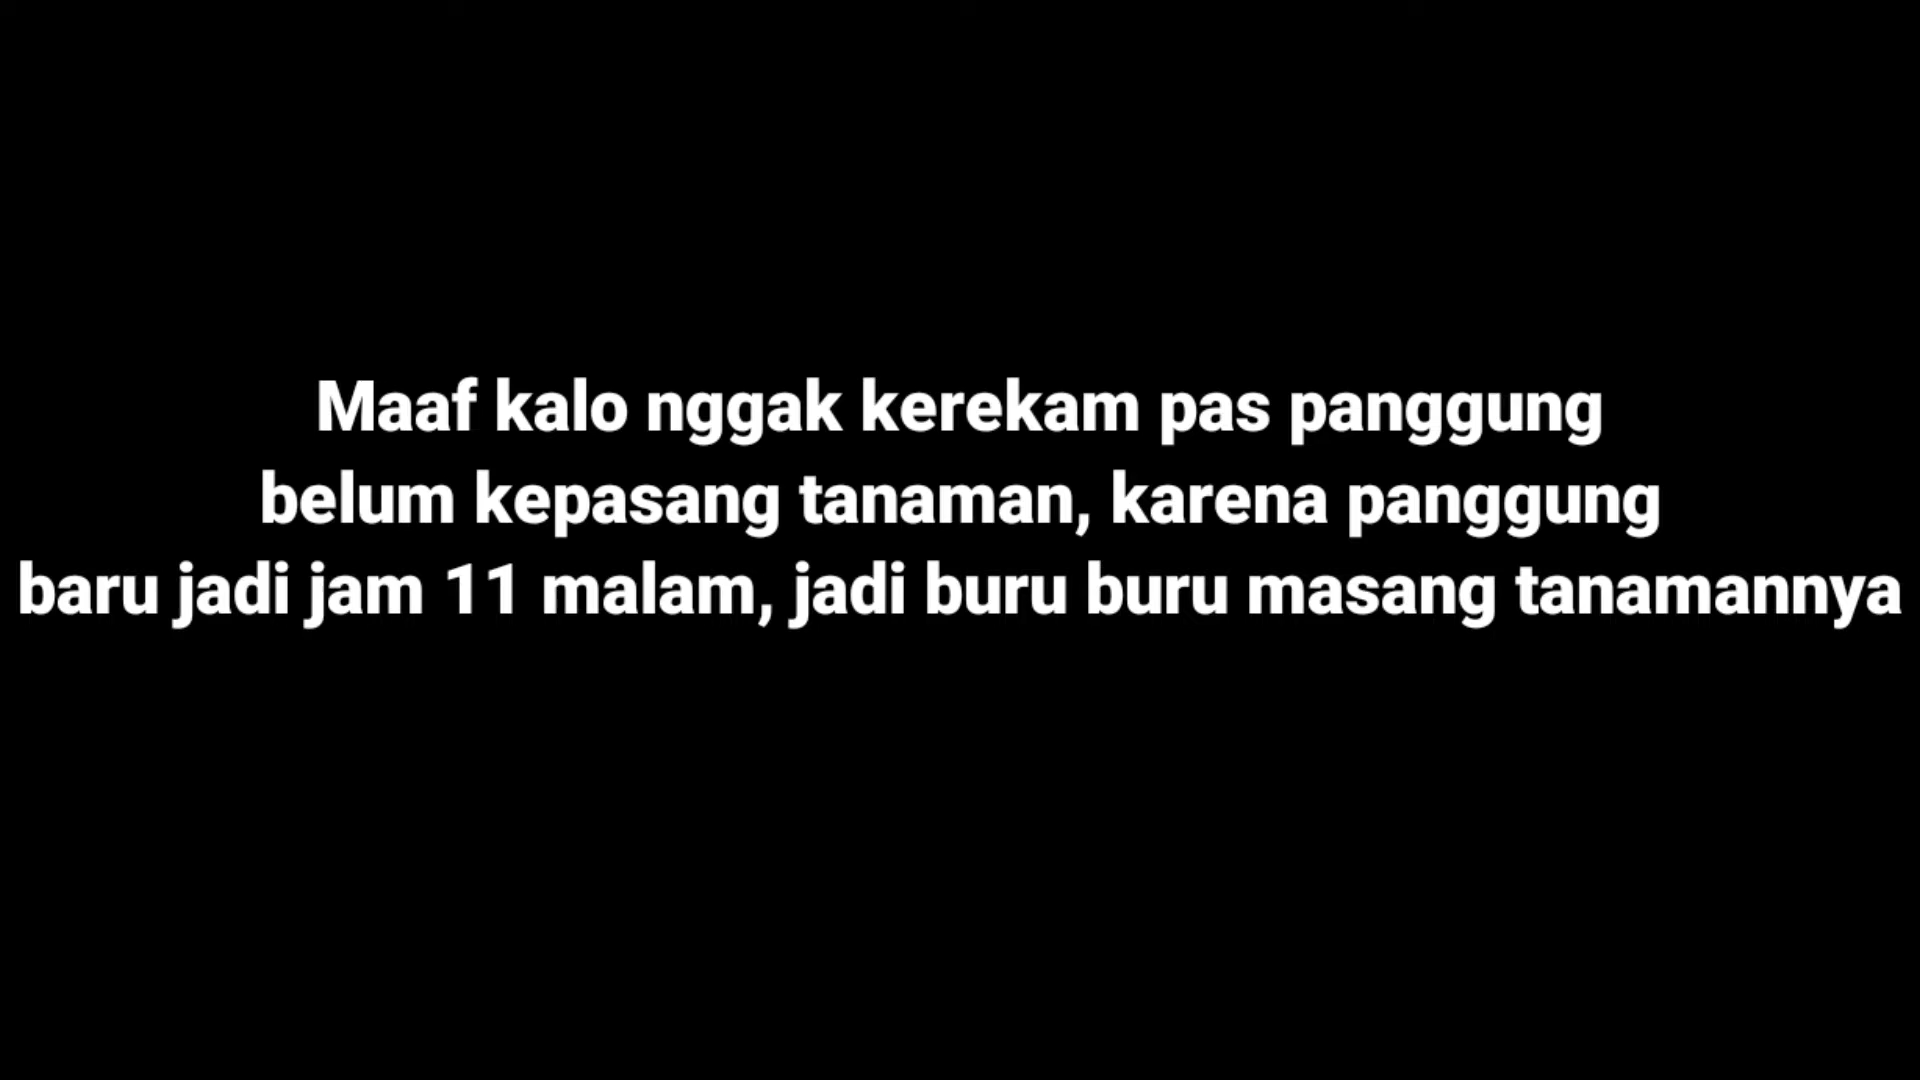 Maaf kalo nggak kerekam pas panggung
belum kepasang tanaman, karena panggung
baru jadi jam 11 malam, jadi buru buru masang tanamannya